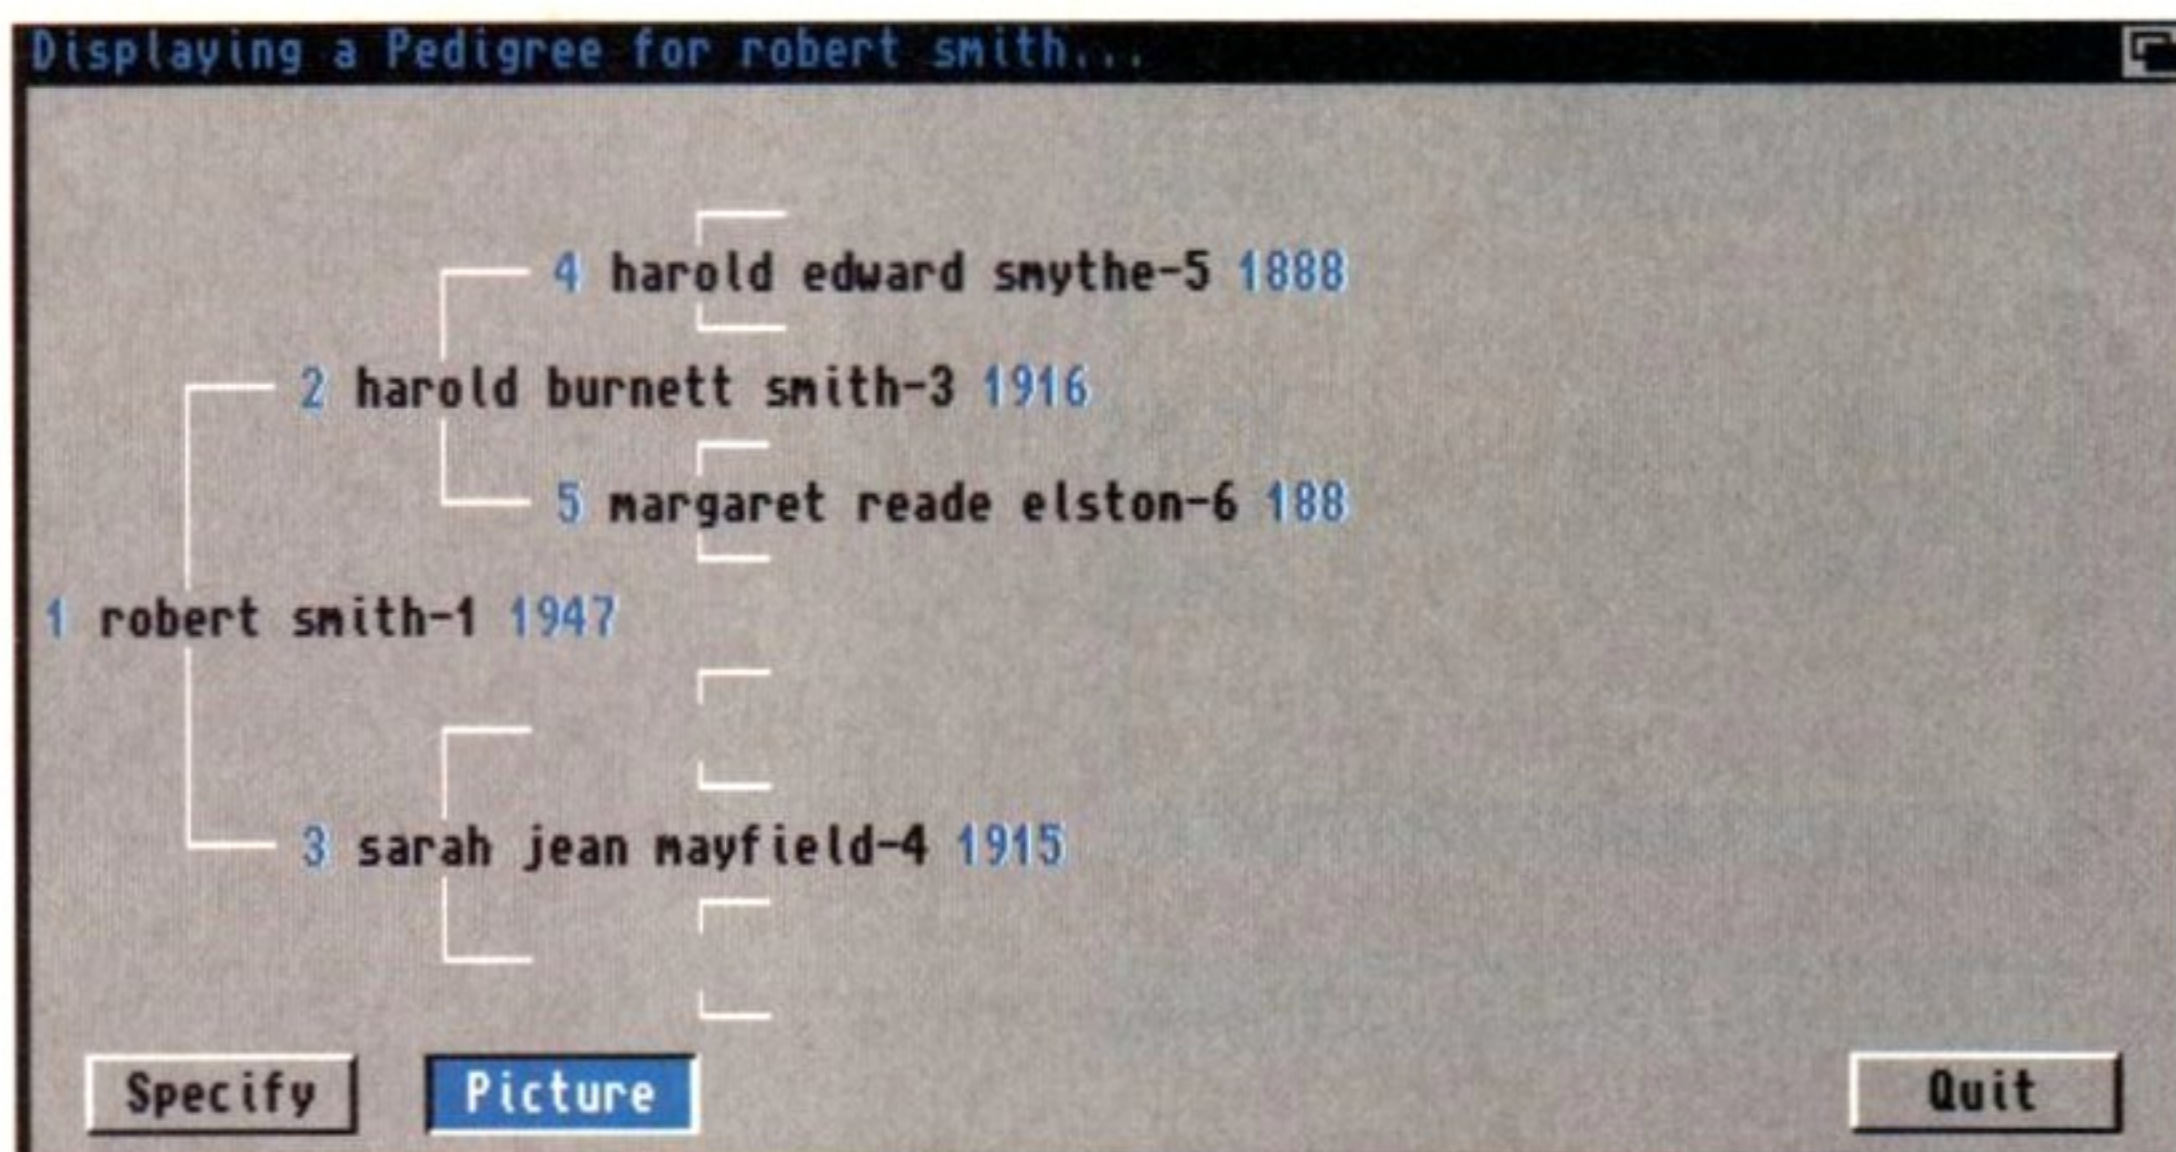 Displaying a Pedigree for robert smith...
4 harold edward smythe-5 1888
2 harold burnett smith-3 1916
5 margaret reade elston-6 188
1 robert smith-1 1947
3 sarah jean mayfield-4 1915
Specify Picture Quit